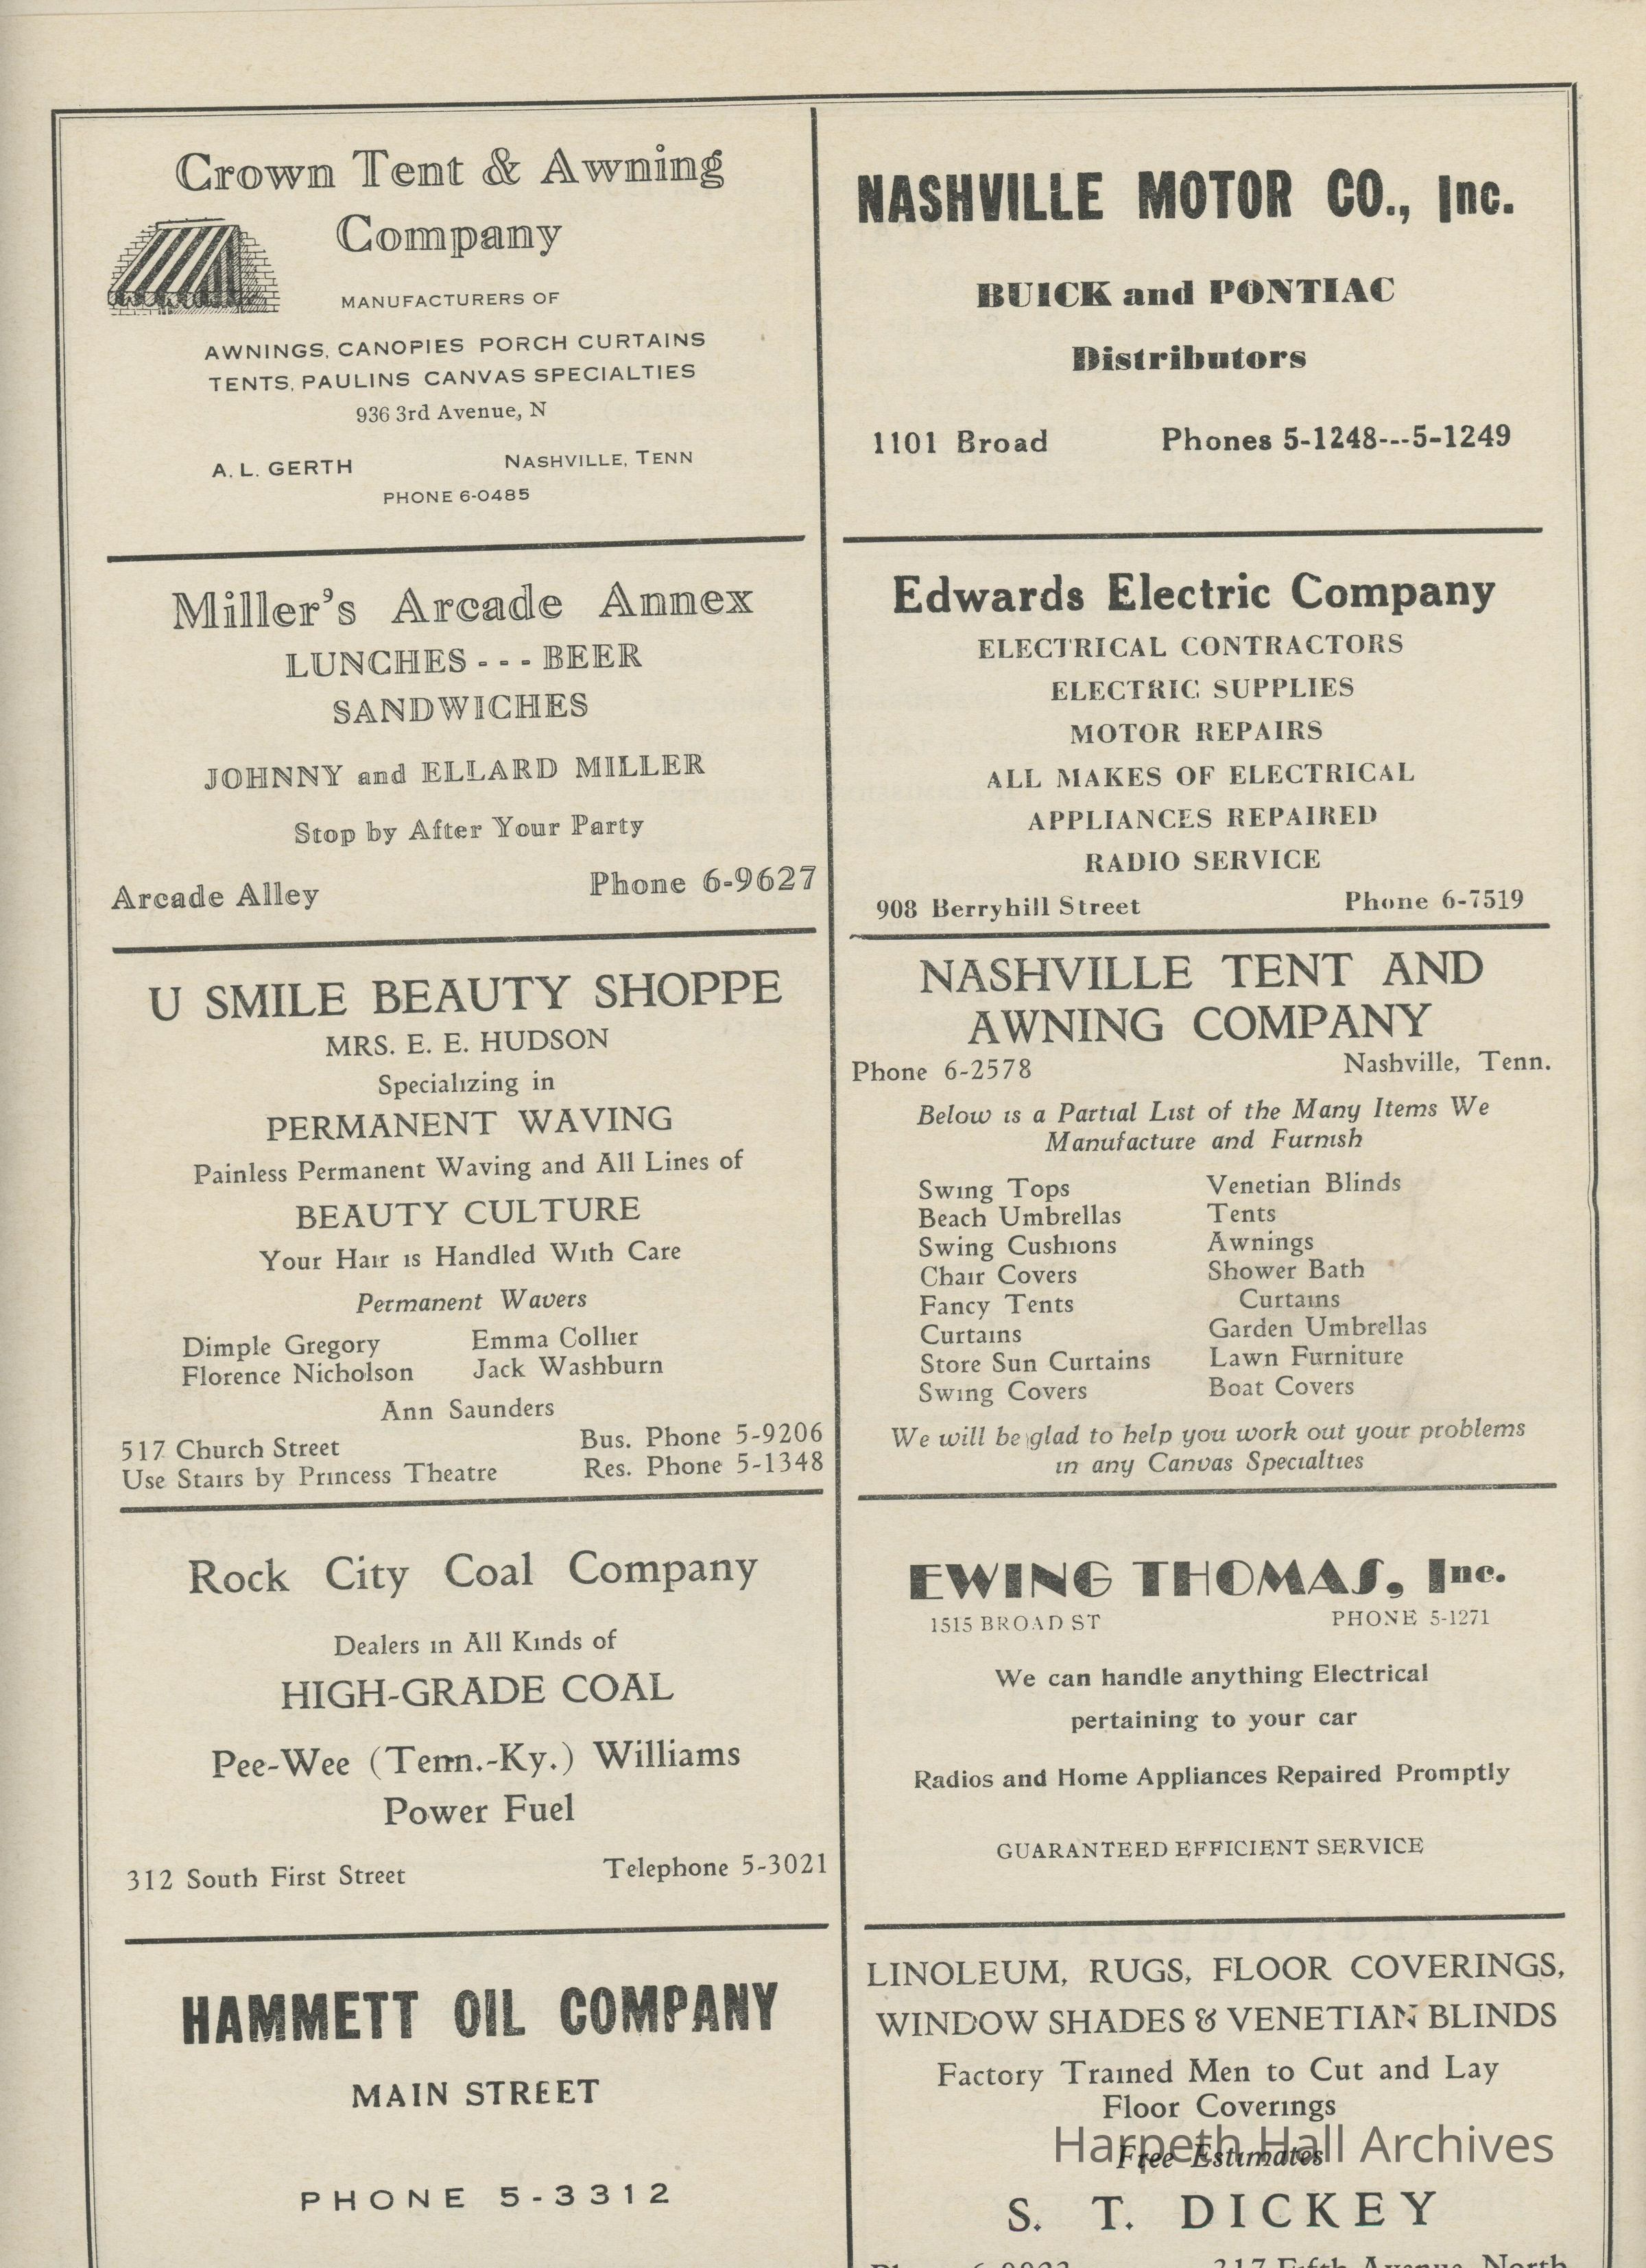 Crown Tent & Awning
Company
MANUFACTURERS OF
AWNINGS, CANOPIES PORCH CURTAINS
TENTS, PAULINS CANVAS SPECIALTIES
936 3rd Avenue, N
A. L. GERTH NASHVILLE, TENN
PHONE 6-0485
Miller's Arcade Annex
LUNCHES - - - BEER
SANDWICHES
JOHNNY and ELLARD MILLER
Stop by After Your Party
Arcade Alley Phone 6-9627
U SMILE BEAUTY SHOPPE
MRS. E. E. HUDSON
Specializing in
PERMANENT WAVING
Painless Permanent Waving and All Lines of
BEAUTY CULTURE
Your Hair is Handled With Care
Permanent Wavers
Dimple Gregory Emma Collier
Florence Nicholson Jack Washburn
Ann Saunders
517 Church Street Bus. Phone 5-9206
Use Stairs by Princess Theatre Res. Phone 5-1348
Rock City Coal Company
Dealers in All Kinds of
HIGH-GRADE COAL
Pee-Wee (Tenn.-Ky.) Williams
Power Fuel
312 South First Street Telephone 5-3021
HAMMETT OIL COMPANY
MAIN STREET
PHONE 5-3312
NASHVILLE MOTOR CO., Inc.
BUICK and PONTIAC
Distributors
1101 Broad Phones 5-1248---5-1249
Edwards Electric Company
ELECTRICAL CONTRACTORS
ELECTRIC SUPPLIES
MOTOR REPAIRS
ALL MAKES OF ELECTRICAL
APPLIANCES REPAIRED
RADIO SERVICE
908 Berryhill Street Phone 6-7519
NASHVILLE TENT AND
AWNING COMPANY
Phone 6-2578 Nashville, Tenn.
Below is a Partial List of the Many Items We
Manufacture and Furnish
Swing Tops Venetian Blinds
Beach Umbrellas Tents
Swing Cushions Awnings
Chair Covers Shower Bath
Fancy Tents Curtains
Curtains Garden Umbrellas
Store Sun Curtains Lawn Furniture
Swing Covers Boat Covers
We will be glad to help you work out your problems
in any Canvas Specialties
EWING THOMAS, Inc.
1515 BROAD ST PHONE 5-1271
We can handle anything Electrical
pertaining to your car
Radios and Home Appliances Repaired Promptly
GUARANTEED EFFICIENT SERVICE
LINOLEUM, RUGS, FLOOR COVERINGS,
WINDOW SHADES & VENETIAN BLINDS
Factory Trained Men to Cut and Lay
Floor Coverings
Harpeth Hall Archives
Free Estimates
S. T. DICKEY
317 Fifth Avenue, North